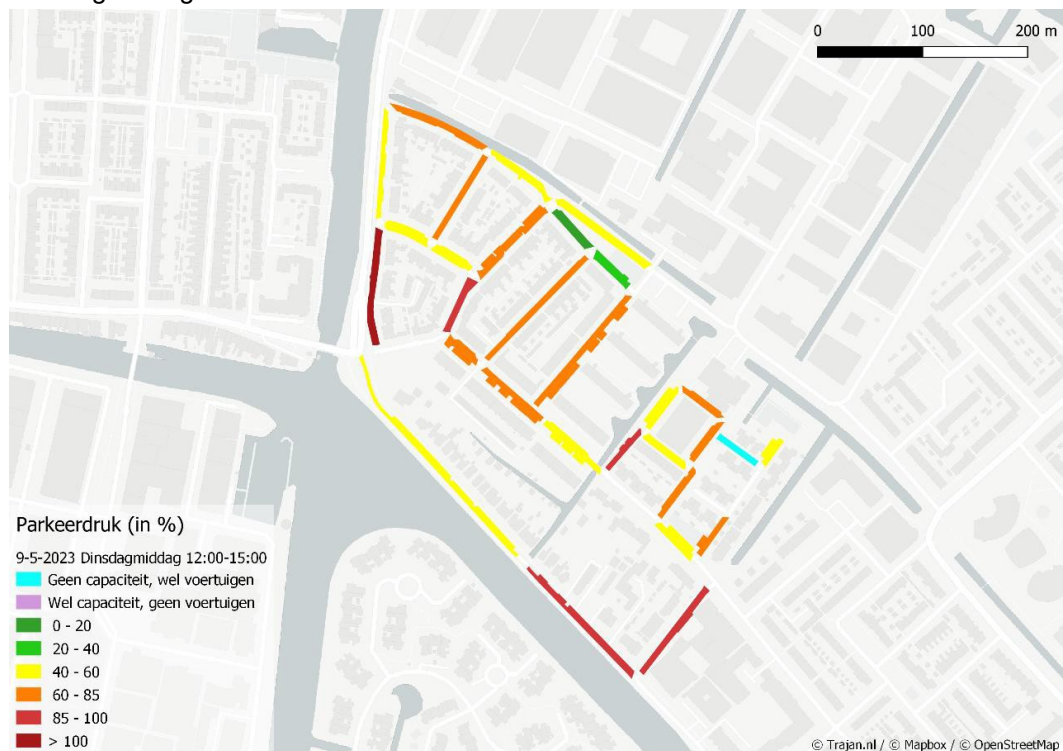 0 100 200 m
Parkeerdruk (in %)
9-5-2023 Dinsdagmiddag 12:00-15:00
Geen capaciteit, wel voertuigen
Wel capaciteit, geen voertuigen
0 - 20
20 - 40
40 - 60
60 - 85
85 - 100
> 100
© Trajan.nl / © Mapbox / © OpenStreetMap